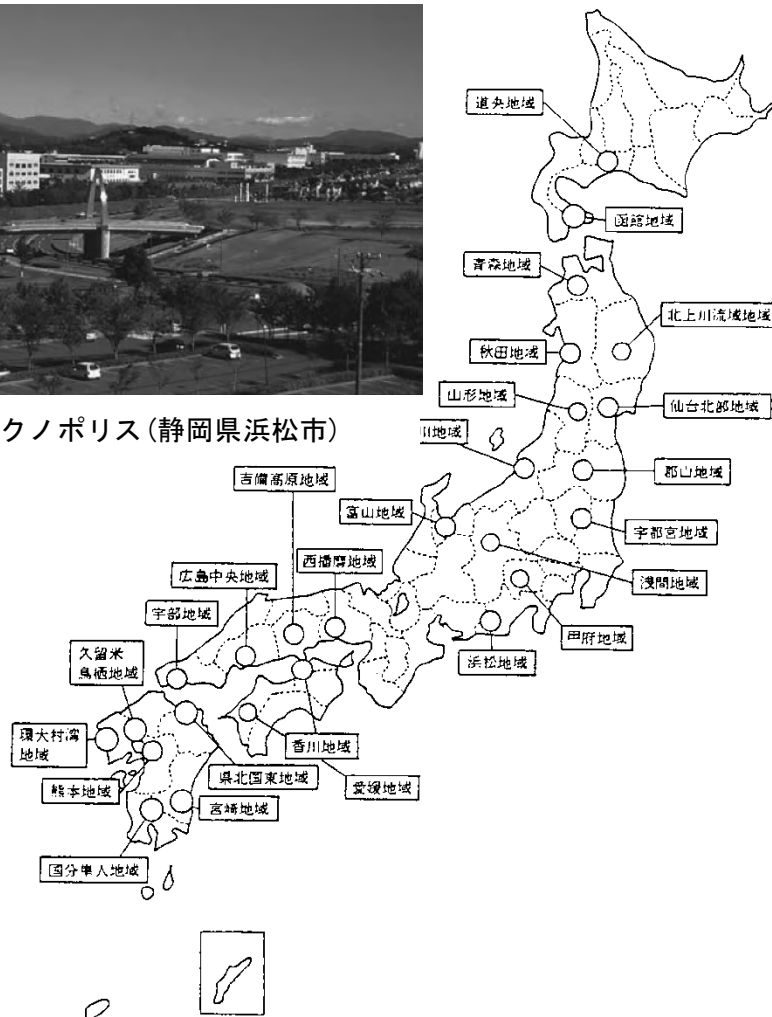 道央地域
函館地域
青森地域
北上川流域地域
秋田地域
山形地域
仙台北部地域
クノポリス(静岡県浜松市)
川地域
郡山地域
吉備高原地域
富山地域
宇都宮地域
西播磨地域
浅間地域
広島中央地域
宇部地域
甲府地域
浜松地域
久留米
鳥栖地域
環大村湾
地域
香川地域
県北国東地域
愛媛地域
熊本地域
宮崎地域
国分隼人地域